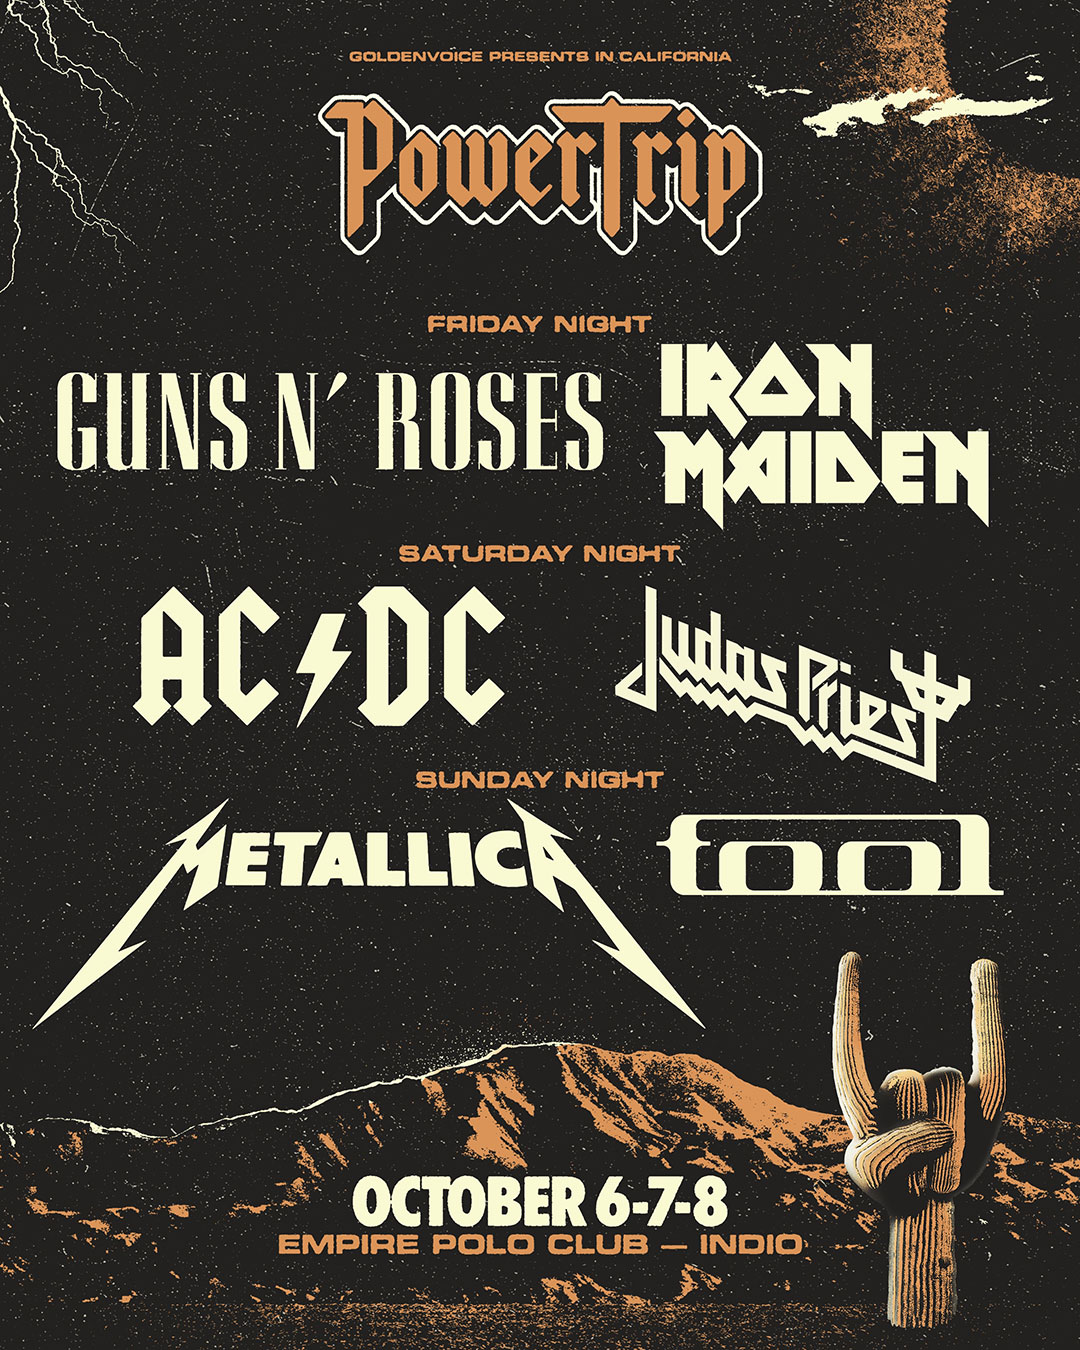 GOLDENVOICE PRESENTS IN CALIFORNIA
PowerTrip
FRIDAY NIGHT
GUNS N' ROSES
IRON
MAIDEN
SATURDAY NIGHT
AC⚡DC
Judas Priest
SUNDAY NIGHT
METALLICA
tool
OCTOBER 6-7-8
EMPIRE POLO CLUB – INDIO